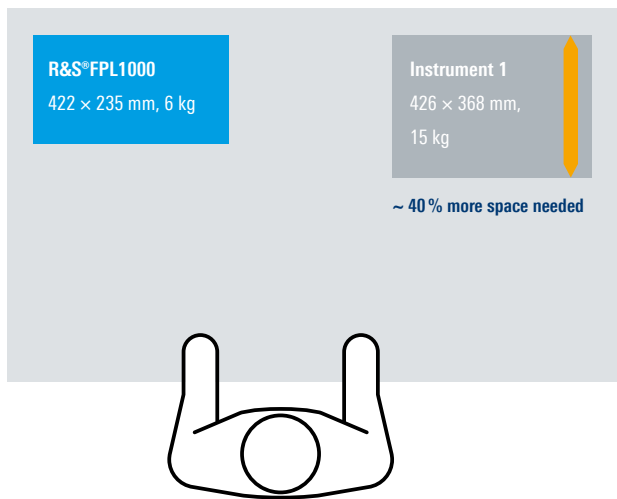 R&S®FPL1000
422 × 235 mm, 6 kg
Instrument 1
426 × 368 mm,
15 kg
~ 40 % more space needed